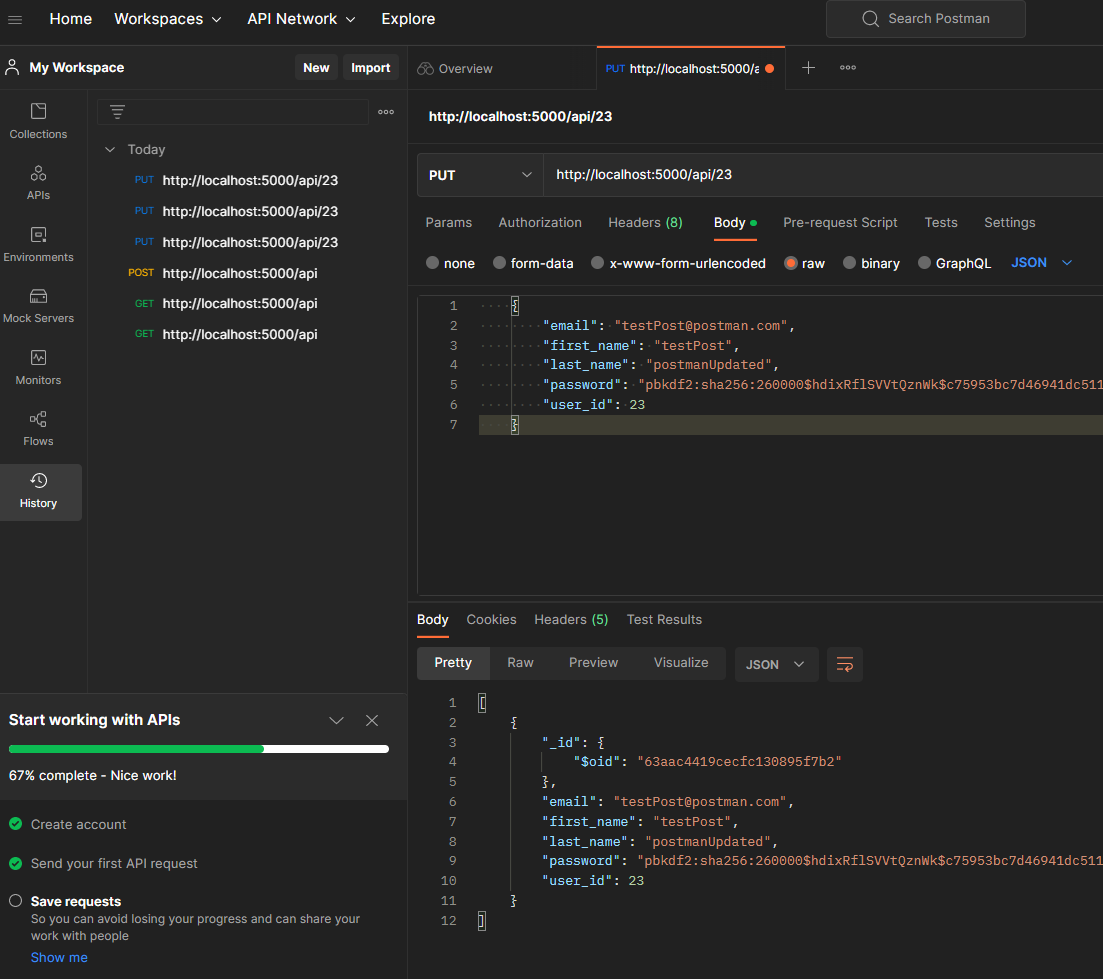 Home Workspaces API Network Explore Search Postman
My Workspace New Import
Overview PUT http://localhost:5000/a
Collections
APIs
Environments
Mock Servers
Monitors
Flows
History
Today
PUT http://localhost:5000/api/23
PUT http://localhost:5000/api/23
PUT http://localhost:5000/api/23
POST http://localhost:5000/api
GET http://localhost:5000/api
GET http://localhost:5000/api
Start working with APIs
67% complete - Nice work!
Create account
Send your first API request
Save requests
So you can avoid losing your progress and can share your
work with people
Show me
http://localhost:5000/api/23
PUT http://localhost:5000/api/23
Params Authorization Headers (8) Body Pre-request Script Tests Settings
none form-data x-www-form-urlencoded raw binary GraphQL JSON
1 {
2 "email": "testPost@postman.com",
3 "first_name": "testPost",
4 "last_name": "postmanUpdated",
5 "password": "pbkdf2:sha256:260000$hdixRflSVVtQznWk$c75953bc7d46941dc511
6 "user_id": 23
7 }
Body Cookies Headers (5) Test Results
Pretty Raw Preview Visualize JSON
1 [
2 {
3 "_id": {
4 "$oid": "63aac4419cecfc130895f7b2"
5 },
6 "email": "testPost@postman.com",
7 "first_name": "testPost",
8 "last_name": "postmanUpdated",
9 "password": "pbkdf2:sha256:260000$hdixRflSVVtQznWk$c75953bc7d46941dc511
10 "user_id": 23
11 }
12 ]